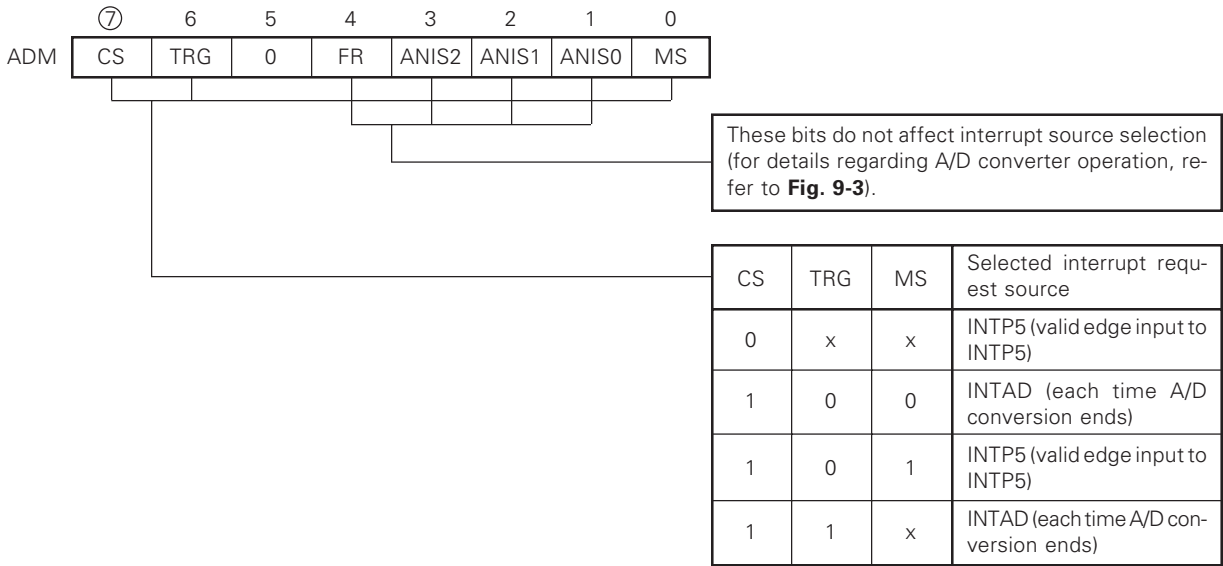 ⑦ 6 5 4 3 2 1 0
ADM CS TRG 0 FR ANIS2 ANIS1 ANIS0 MS
These bits do not affect interrupt source selection
(for details regarding A/D converter operation, re-
fer to Fig. 9-3).
CS TRG MS Selected interrupt requ-
est source
0 x x INTP5 (valid edge input to
INTP5)
1 0 0 INTAD (each time A/D
conversion ends)
1 0 1 INTP5 (valid edge input to
INTP5)
1 1 x INTAD (each time A/D con-
version ends)